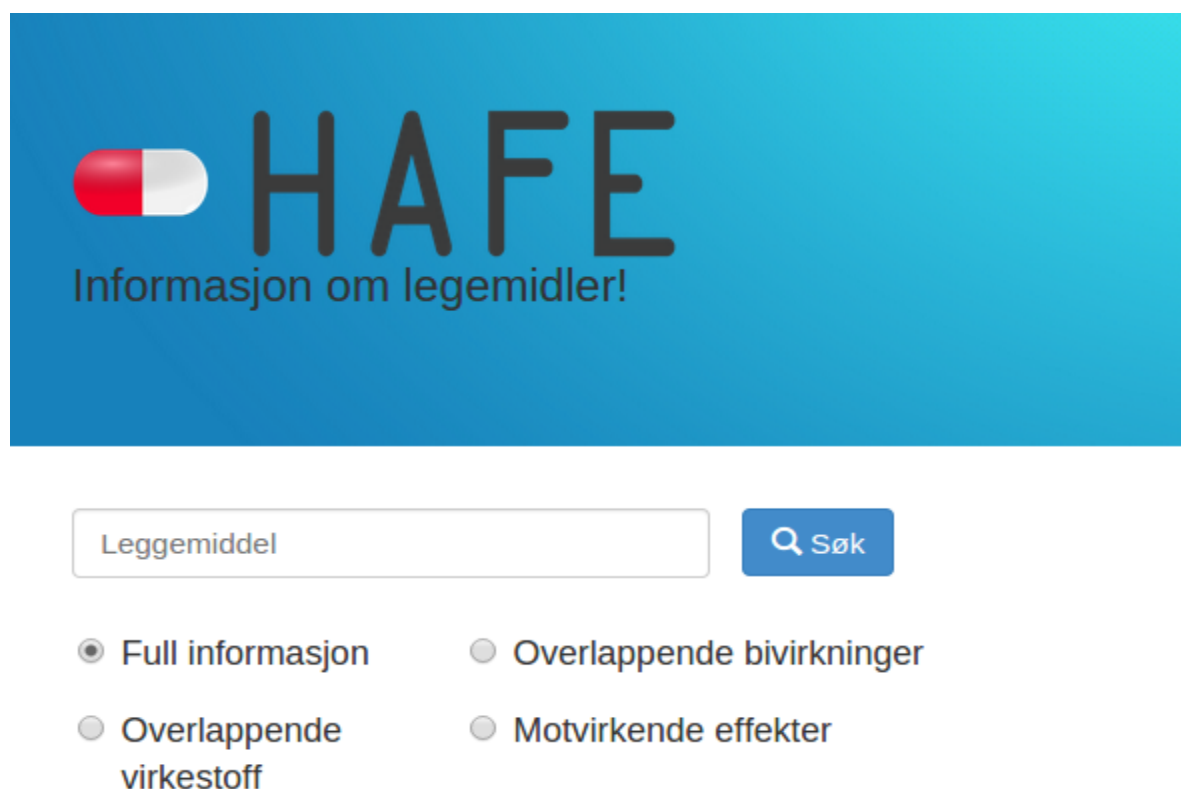 HAFE
Informasjon om legemidler!
Leggemiddel
Søk
Full informasjon
Overlappende bivirkninger
Overlappende
virkestoff
Motvirkende effekter